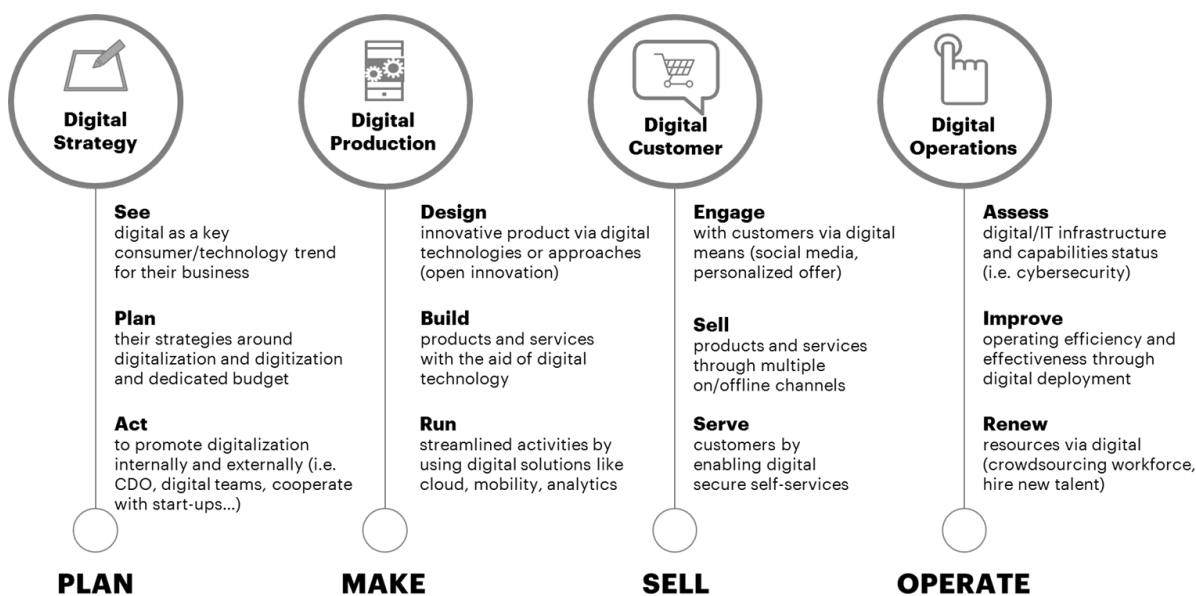 Digital
Strategy
See
digital as a key
consumer/technology trend
for their business
Plan
their strategies around
digitalization and digitization
and dedicated budget
Act
to promote digitalization
internally and externally (i.e.
CDO, digital teams, cooperate
with start-ups...)
PLAN
Digital
Production
Design
innovative product via digital
technologies or approaches
(open innovation)
Build
products and services
with the aid of digital
technology
Run
streamlined activities by
using digital solutions like
cloud, mobility, analytics
MAKE
Digital
Customer
Engage
with customers via digital
means (social media,
personalized offer)
Sell
products and services
through multiple
on/offline channels
Serve
customers by
enabling digital
secure self-services
SELL
Digital
Operations
Assess
digital/IT infrastructure
and capabilities status
(i.e. cybersecurity)
Improve
operating efficiency and
effectiveness through
digital deployment
Renew
resources via digital
(crowdsourcing workforce,
hire new talent)
OPERATE